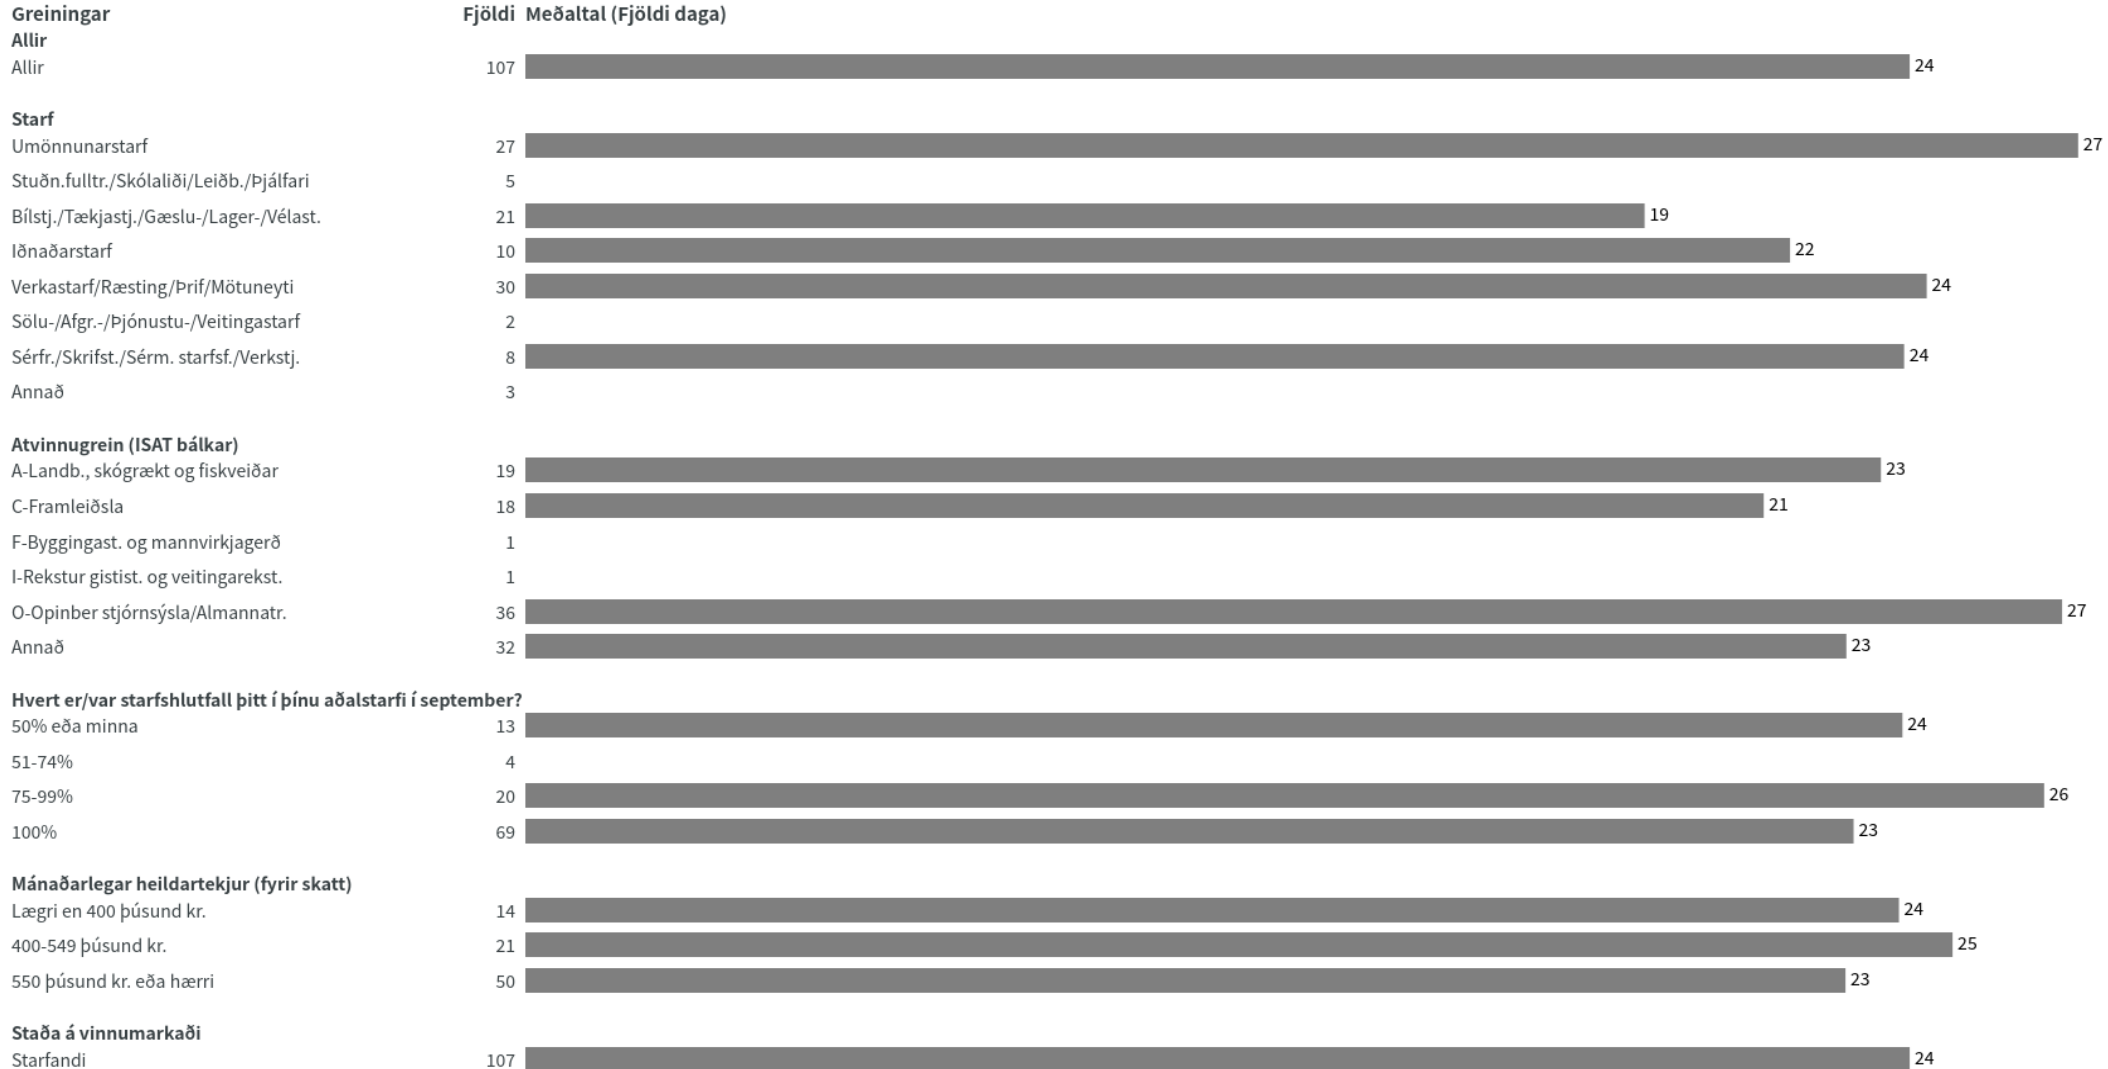 Greiningar Fjöldi Meðaltal (Fjöldi daga)
Allir
Allir 107 24
Starf
Umönnunarstarf 27 27
Stuðn.fulltr./Skólaliði/Leiðb./Þjálfari 5
Bílstj./Tækjastj./Gæslu-/Lager-/Vélast. 21 19
Iðnaðarstarf 10 22
Verkastarf/Ræsting/Þrif/Mötuneyti 30 24
Sölu-/Afgr.-/Þjónustu-/Veitingastarf 2
Sérfr./Skrifst./Sérm. starfsf./Verkstj. 8 24
Annað 3
Atvinnugrein (ISAT bálkar)
A-Landb., skógrækt og fiskveiðar 19 23
C-Framleiðsla 18 21
F-Byggingast. og mannvirkjagerð 1
I-Rekstur gistist. og veitingarekst. 1
O-Opinber stjórnsýsla/Almannatr. 36 27
Annað 32 23
Hvert er/var starfshlutfall þitt í þínu aðalstarfi í september?
50% eða minna 13 24
51-74% 4
75-99% 20 26
100% 69 23
Mánaðarlegar heildartekjur (fyrir skatt)
Lægri en 400 þúsund kr. 14 24
400-549 þúsund kr. 21 25
550 þúsund kr. eða hærri 50 23
Staða á vinnumarkaði
Starfandi 107 24